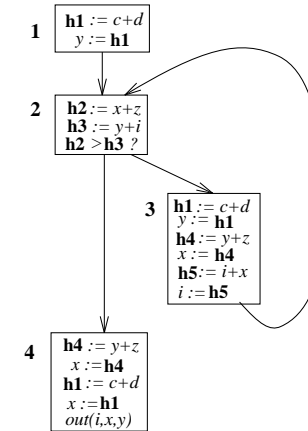 1
h1 := c+d
y := h1
2
h2 := x+z
h3 := y+i
h2 >h3 ?
3
h1 := c+d
y := h1
h4 := y+z
x := h4
h5 := i+x
i := h5
4
h4 := y+z
x := h4
h1 := c+d
x := h1
out(i,x,y)